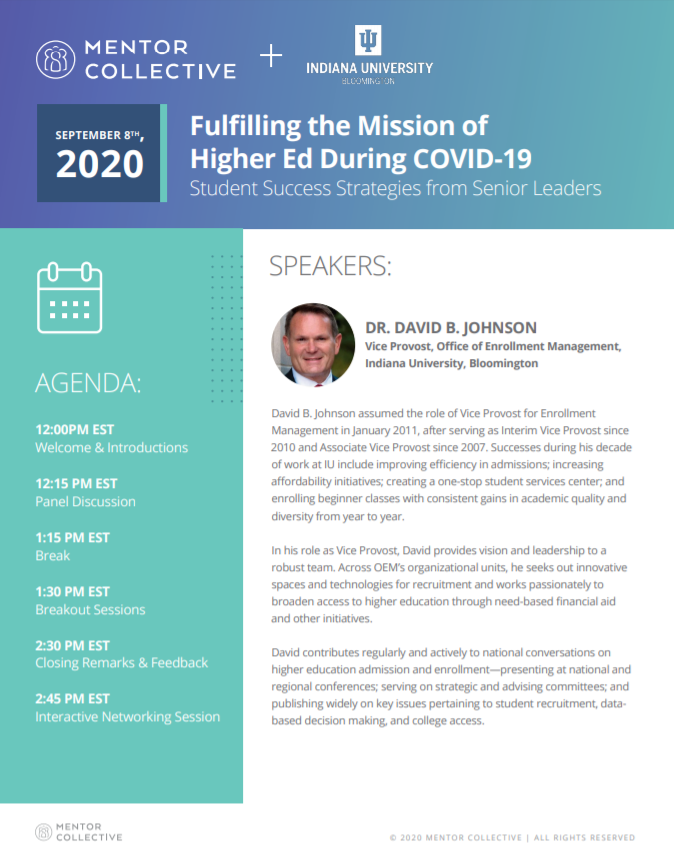 MENTOR
COLLECTIVE
+
INDIANA UNIVERSITY
BLOOMINGTON
SEPTEMBER 8TH,
2020
Fulfilling the Mission of
Higher Ed During COVID-19
Student Success Strategies from Senior Leaders
AGENDA:
12:00PM EST
Welcome & Introductions
12:15 PM EST
Panel Discussion
1:15 PM EST
Break
1:30 PM EST
Breakout Sessions
2:30 PM EST
Closing Remarks & Feedback
2:45 PM EST
Interactive Networking Session
SPEAKERS:
DR. DAVID B. JOHNSON
Vice Provost, Office of Enrollment Management,
Indiana University, Bloomington
David B. Johnson assumed the role of Vice Provost for Enrollment
Management in January 2011, after serving as Interim Vice Provost since
2010 and Associate Vice Provost since 2007. Successes during his decade
of work at IU include improving efficiency in admissions; increasing
affordability initiatives; creating a one-stop student services center; and
enrolling beginner classes with consistent gains in academic quality and
diversity from year to year.
In his role as Vice Provost, David provides vision and leadership to a
robust team. Across OEM's organizational units, he seeks out innovative
spaces and technologies for recruitment and works passionately to
broaden access to higher education through need-based financial aid
and other initiatives.
David contributes regularly and actively to national conversations on
higher education admission and enrollment—presenting at national and
regional conferences; serving on strategic and advising committees; and
publishing widely on key issues pertaining to student recruitment, data-
based decision making, and college access.
MENTOR
COLLECTIVE
© 2020 MENTOR COLLECTIVE | ALL RIGHTS RESERVED